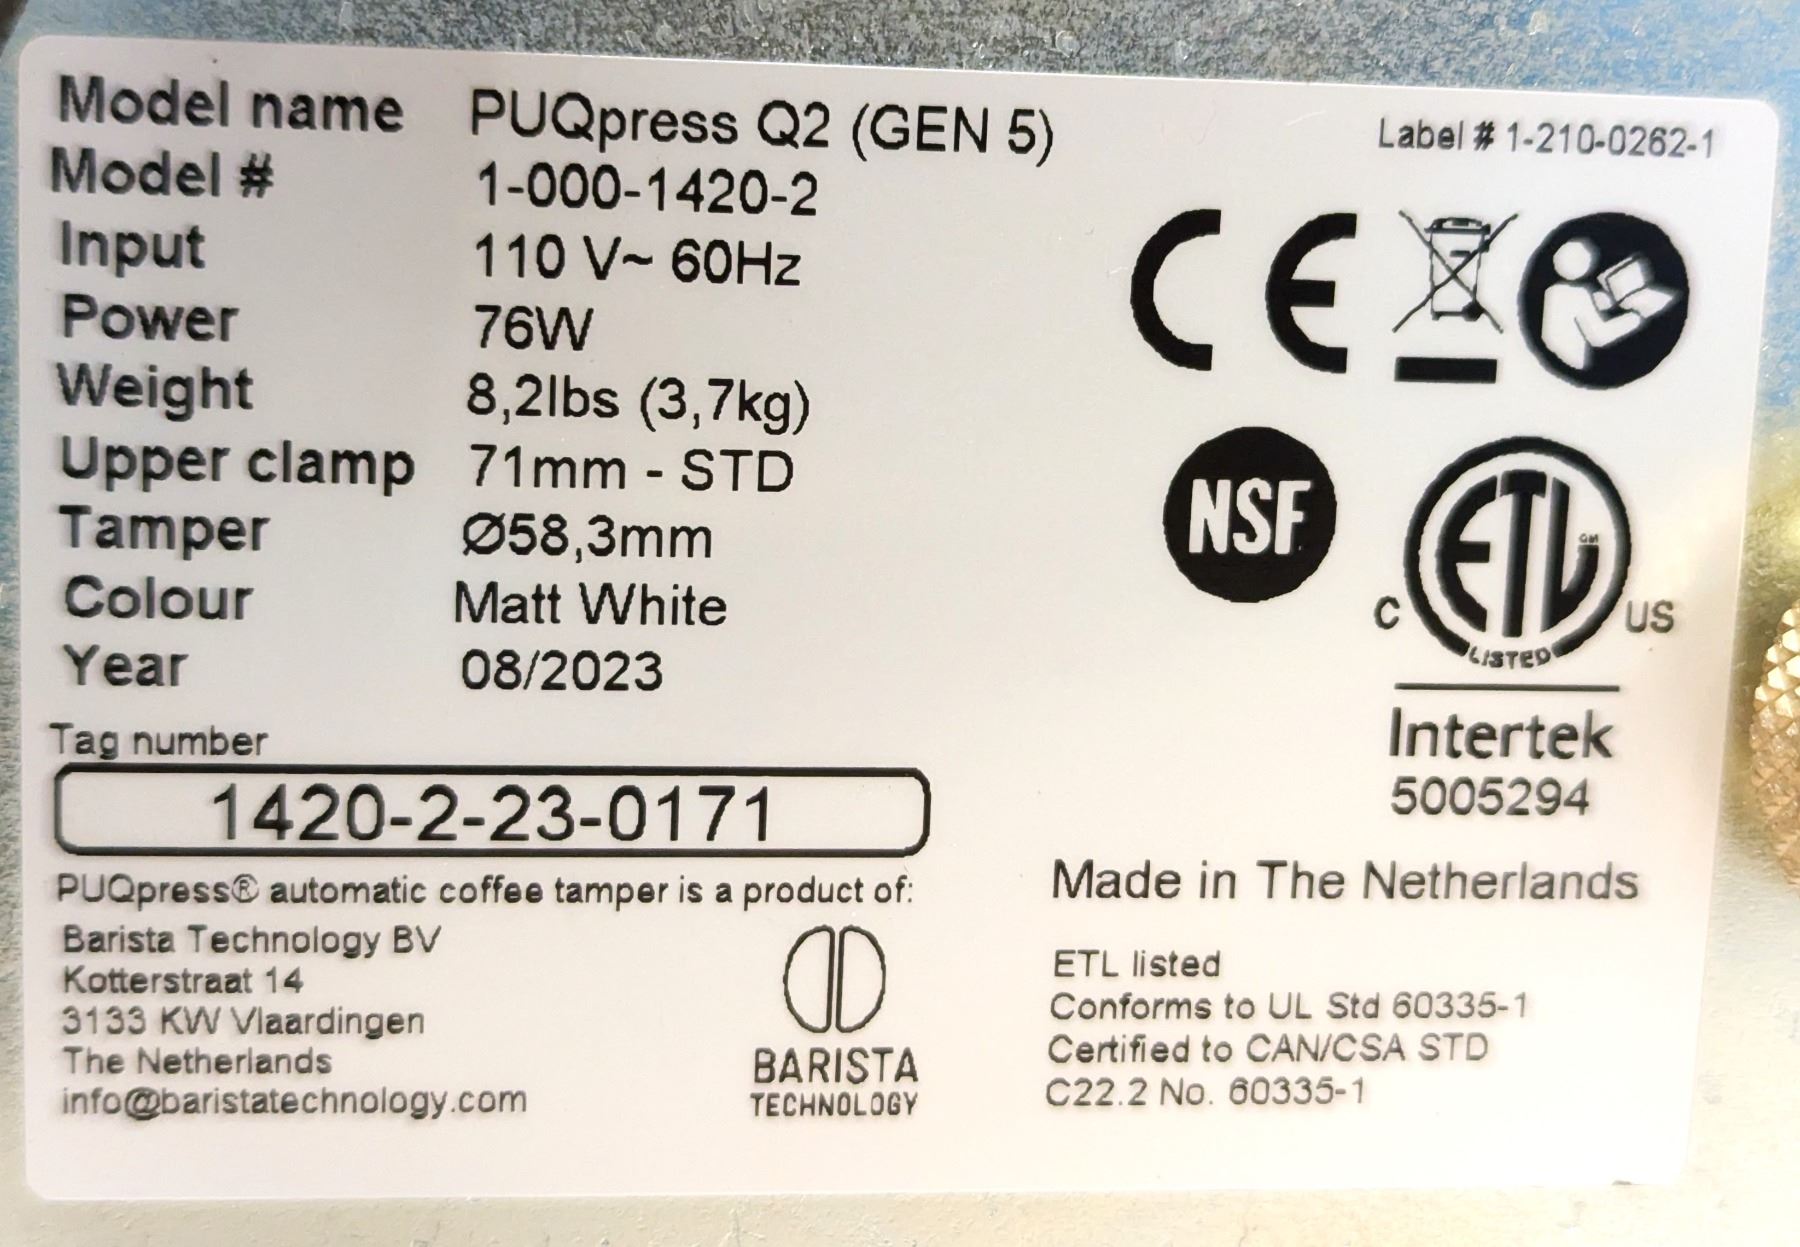 Model name PUQpress Q2 (GEN 5)
Label # 1-210-0262-1
Model # 1-000-1420-2
Input 110 V~ 60Hz
Power 76W
Weight 8,2lbs (3,7kg)
Upper clamp 71mm - STD
Tamper Ø58,3mm
Colour Matt White
Year 08/2023
CE
NSF
C ETL US
CM
LISTED
Intertek
5005294
Tag number
1420-2-23-0171
PUQpress® automatic coffee tamper is a product of:
Barista Technology BV
Kotterstraat 14
3133 KW Vlaardingen
The Netherlands
info@baristatechnology.com
BARISTA
TECHNOLOGY
Made in The Netherlands
ETL listed
Conforms to UL Std 60335-1
Certified to CAN/CSA STD
C22.2 No. 60335-1